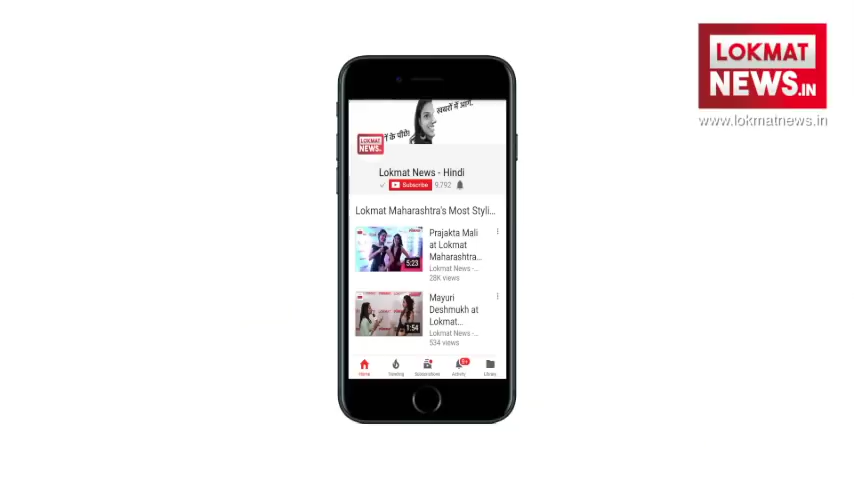 LOKMAT
NEWS.IN
www.lokmatnews.in
खबरों में आगे,
के पीछे!
LOKMAT
NEWS
Lokmat News - Hindi
Subscribe 9,792
Lokmat Maharashtra's Most Styli...
Prajakta Mali
at Lokmat
Maharashtra...
Lokmat News -...
28K views
5:23
Mayuri
Deshmukh at
Lokmat...
Lokmat News -...
534 views
1:54
Home Trending Subscriptions Activity Library
9+